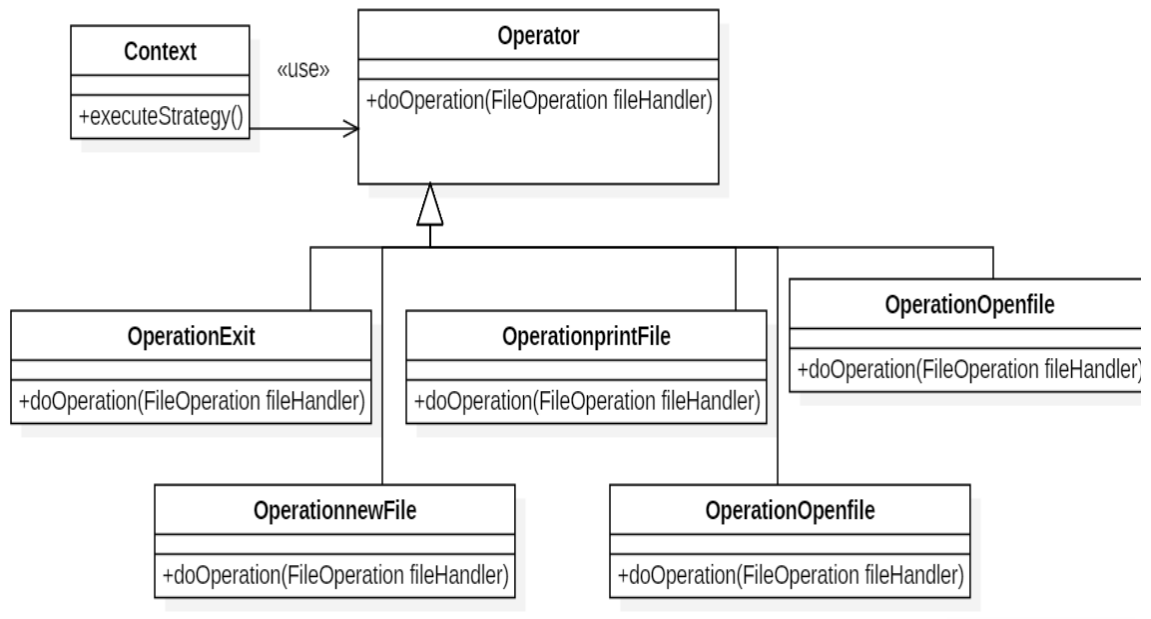 Context
+executeStrategy()
«use»
Operator
+doOperation(FileOperation fileHandler)
OperationExit
+doOperation(FileOperation fileHandler)
OperationprintFile
+doOperation(FileOperation fileHandler)
OperationOpenfile
+doOperation(FileOperation fileHandler)
OperationnewFile
+doOperation(FileOperation fileHandler)
OperationOpenfile
+doOperation(FileOperation fileHandler)